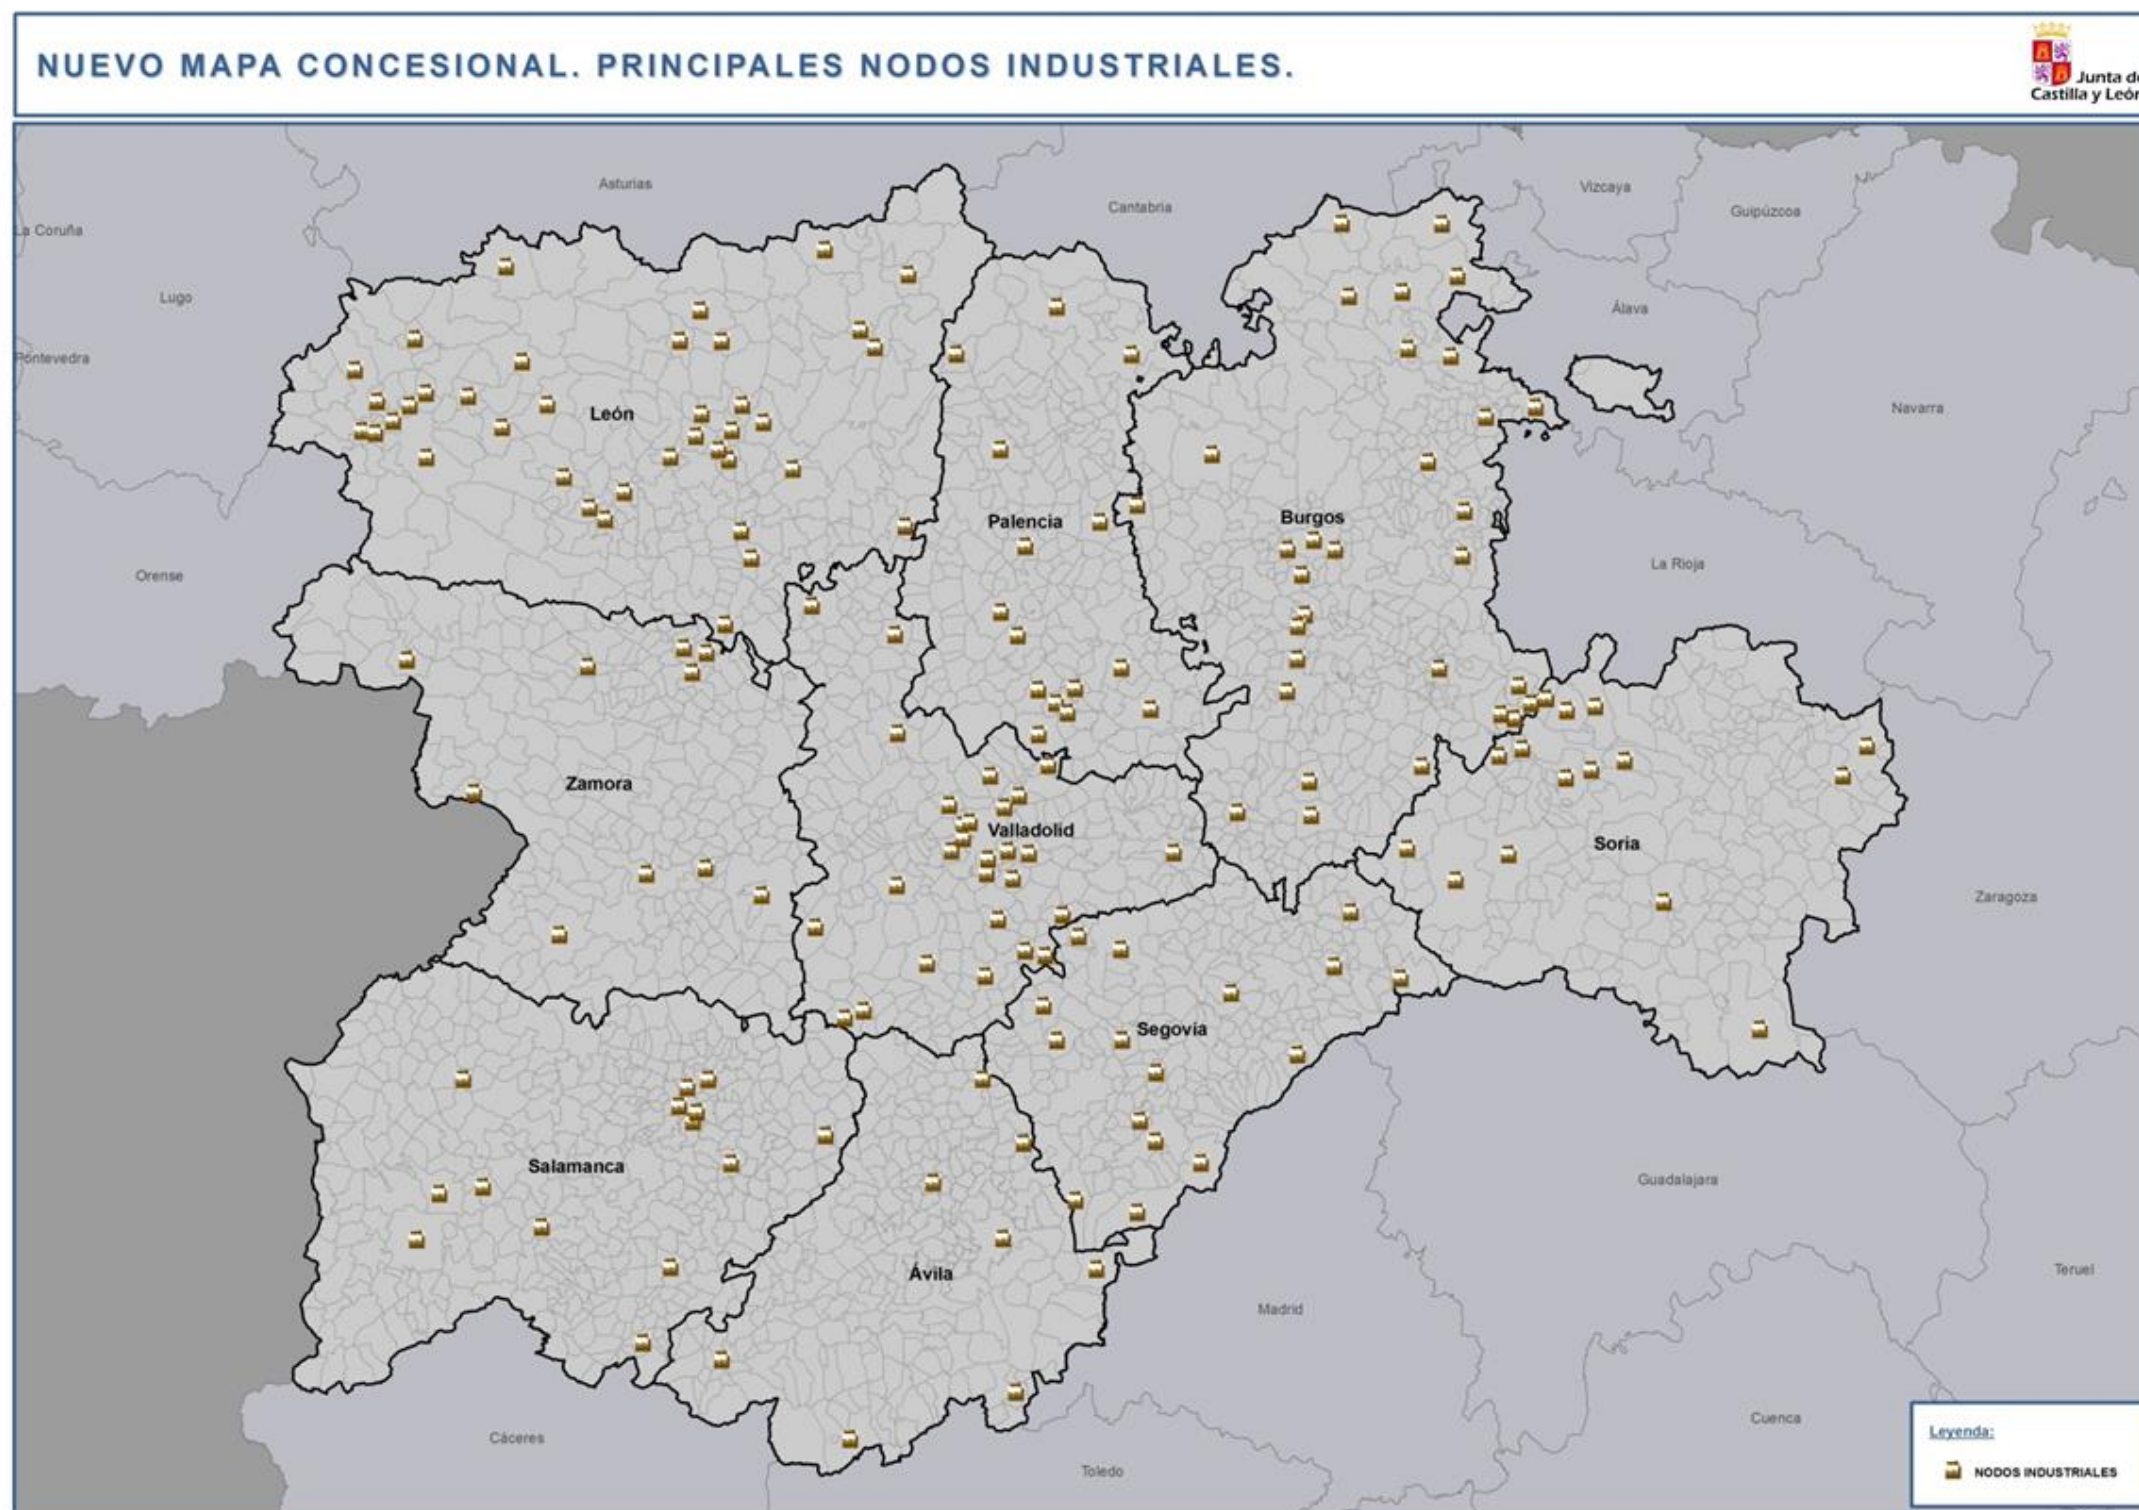 NUEVO MAPA CONCESIONAL. PRINCIPALES NODOS INDUSTRIALES.
Junta de
Castilla y León
Asturias
Cantabria
Vizcaya
Guipúzcoa
La Coruña
Lugo
Álava
Pontevedra
Navarra
León
Palencia
Burgos
La Rioja
Orense
Zamora
Valladolid
Soria
Zaragoza
Segovia
Salamanca
Guadalajara
Ávila
Teruel
Madrid
Cuenca
Cáceres
Toledo
Leyenda:
NODOS INDUSTRIALES